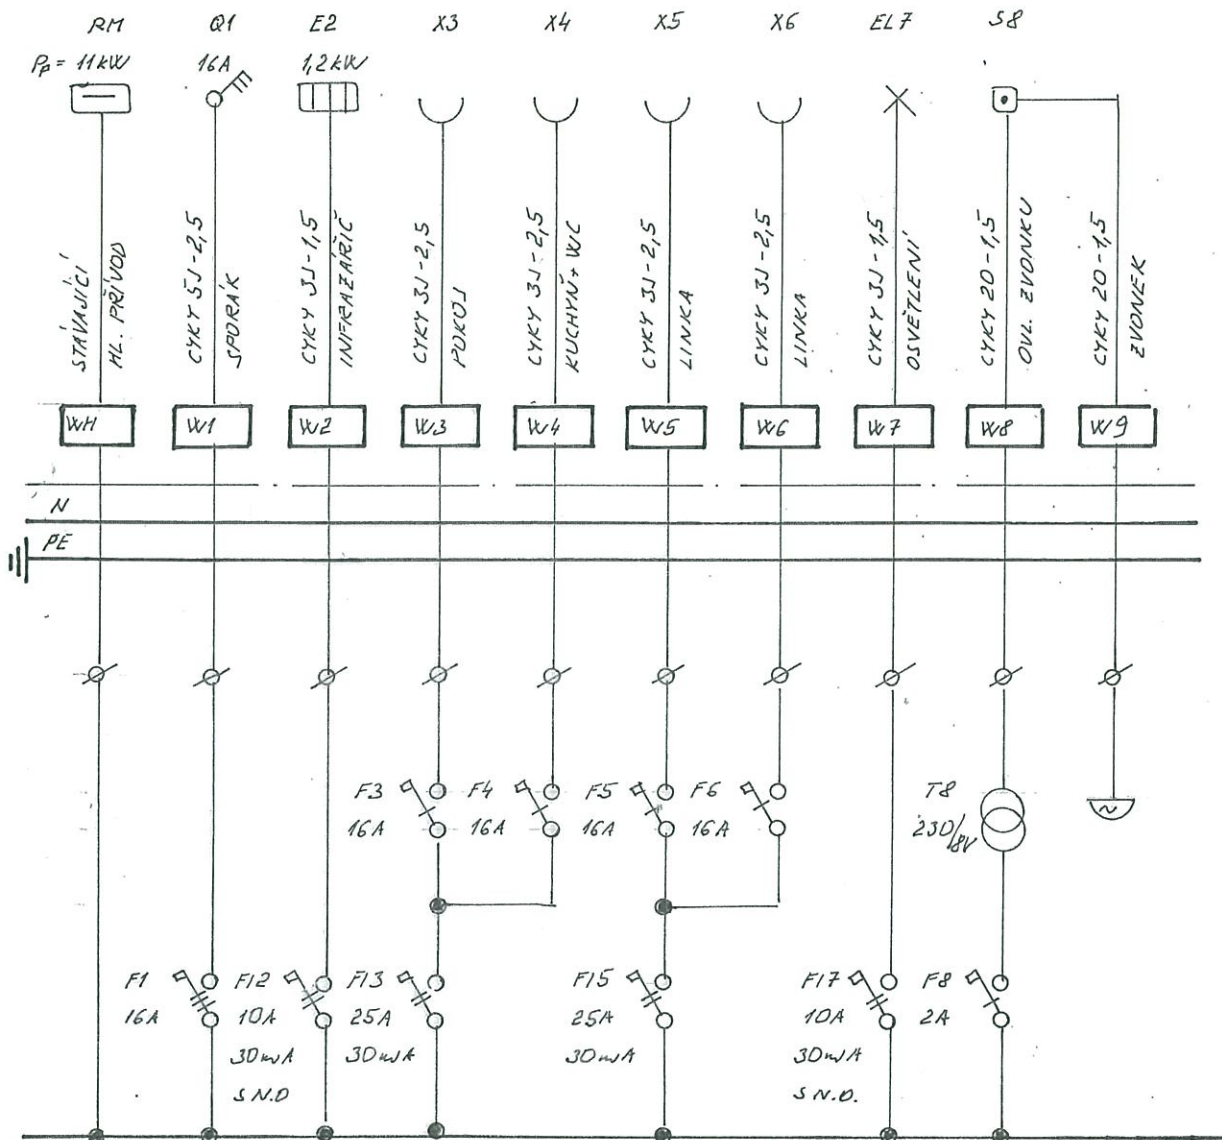 RM Q1 E2 X3 X4 X5 X6 EL7 S8
Pp = 11kW 16A 1,2kW
STÁVAJÍCÍ
HL. PŘÍVOD
CYKY 5J-2,5
SPORÁK
CYKY 3J-1,5
INFRAZÁŘIČ
CYKY 3J-2,5
POKOJ
CYKY 3J-2,5
KUCHYŇ+WC
CYKY 3J-2,5
LINKA
CYKY 3J-2,5
LINKA
CYKY 3J-1,5
OSVĚTLENÍ
CYKY 2O-1,5
OVL. ZVONKU
CYKY 2O-1,5
ZVONEK
WH W1 W2 W3 W4 W5 W6 W7 W8 W9
N
PE
F3 F4 F5 F6 T8
16A 16A 16A 16A 230/8V
F1 FI2 FI3 FI5 FI7 F8
16A 10A 25A 25A 10A 2A
30mA 30mA 30mA 30mA
S N.O S N.O.